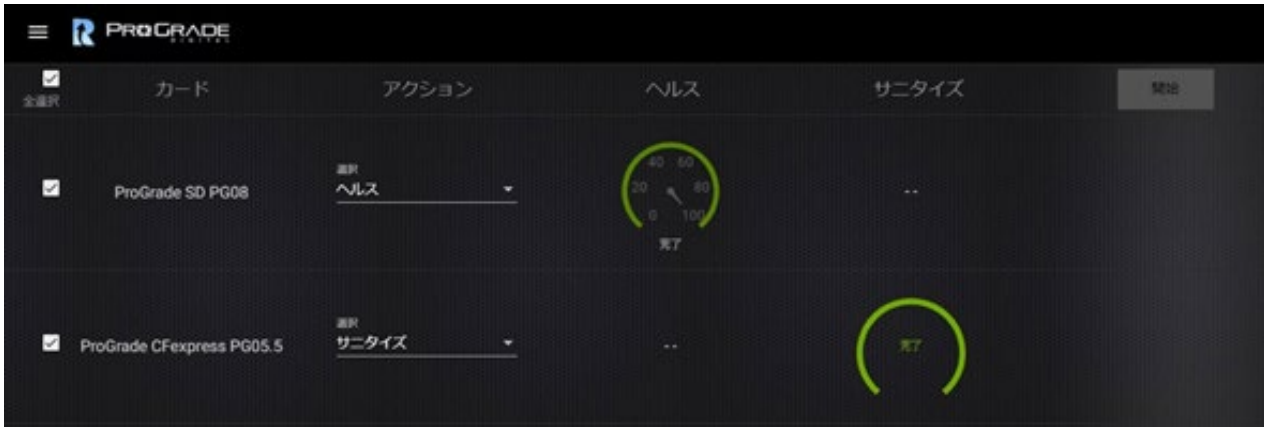 PROGRADE
DIGITAL
全選択 カード アクション ヘルス サニタイズ 開始
ProGrade SD PG08
選択
ヘルス
40 60
20 80
0 100
完了
--
ProGrade CFexpress PG05.5
選択
サニタイズ
--
完了